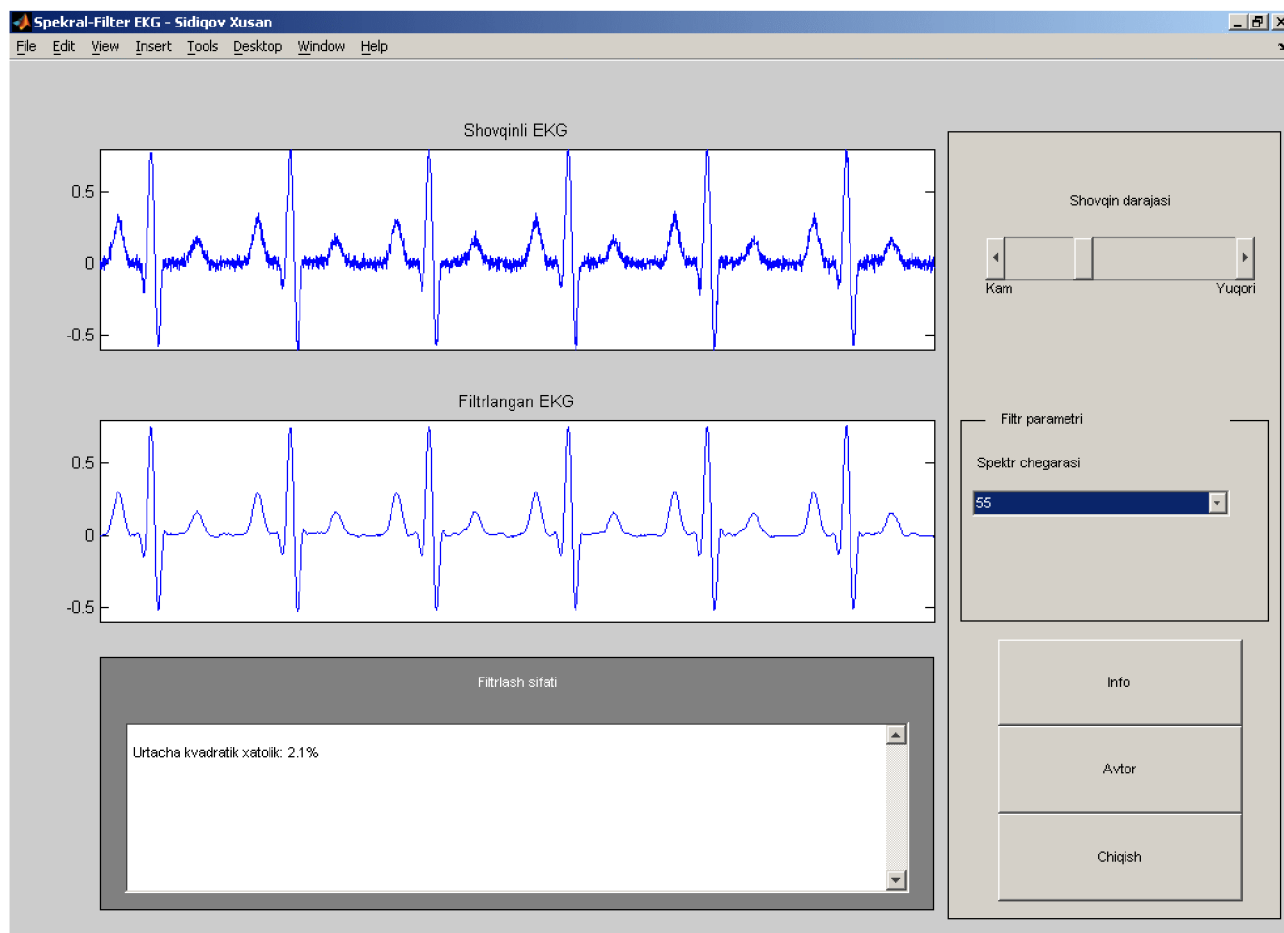 Spekral-Filter EKG - Sidiqov Xusan
File Edit View Insert Tools Desktop Window Help
Shovqinli EKG
0.5
0
-0.5
Shovqin darajasi
Kam Yuqori
Filtrlangan EKG
0.5
0
-0.5
Filtr parametri
Spektr chegarasi
55
Filtrlash sifati
Urtacha kvadratik xatolik: 2.1%
Info
Avtor
Chiqish